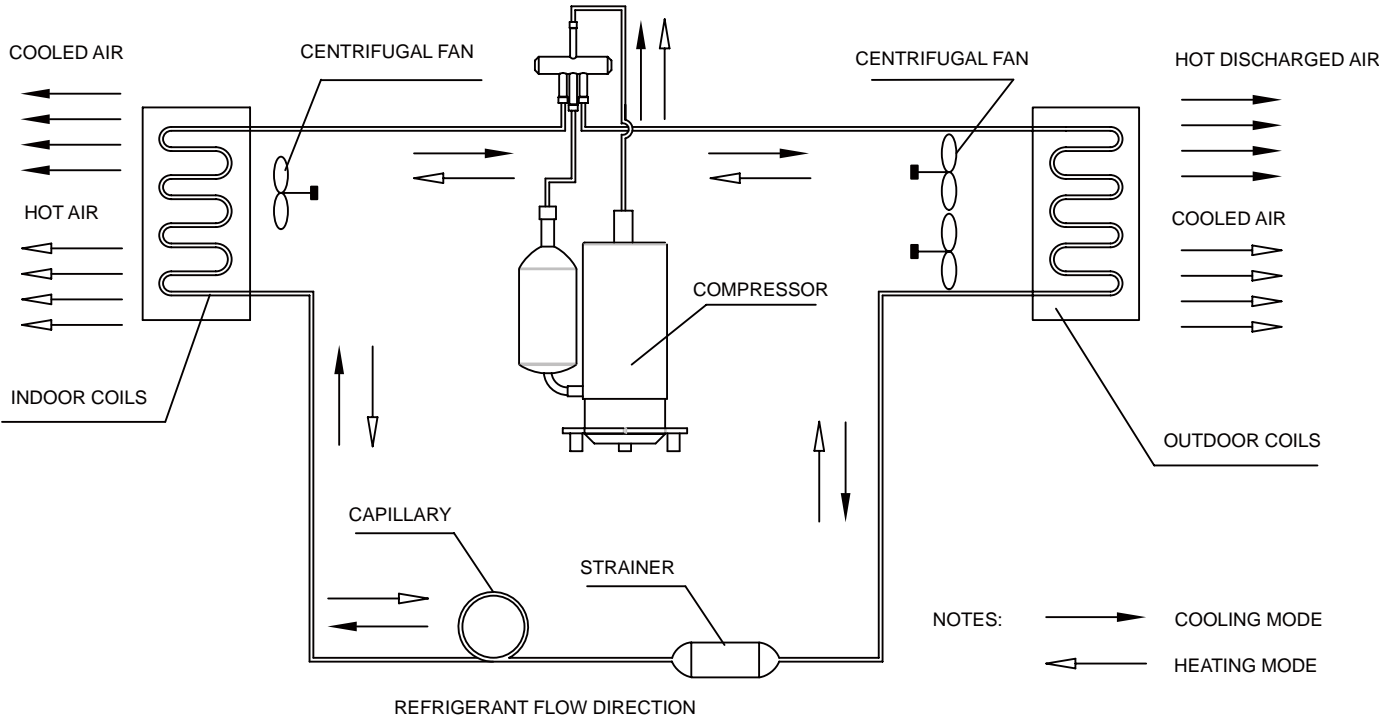 COOLED AIR
CENTRIFUGAL FAN
CENTRIFUGAL FAN
HOT DISCHARGED AIR
HOT AIR
COOLED AIR
COMPRESSOR
INDOOR COILS
OUTDOOR COILS
CAPILLARY
STRAINER
NOTES:
COOLING MODE
HEATING MODE
REFRIGERANT FLOW DIRECTION